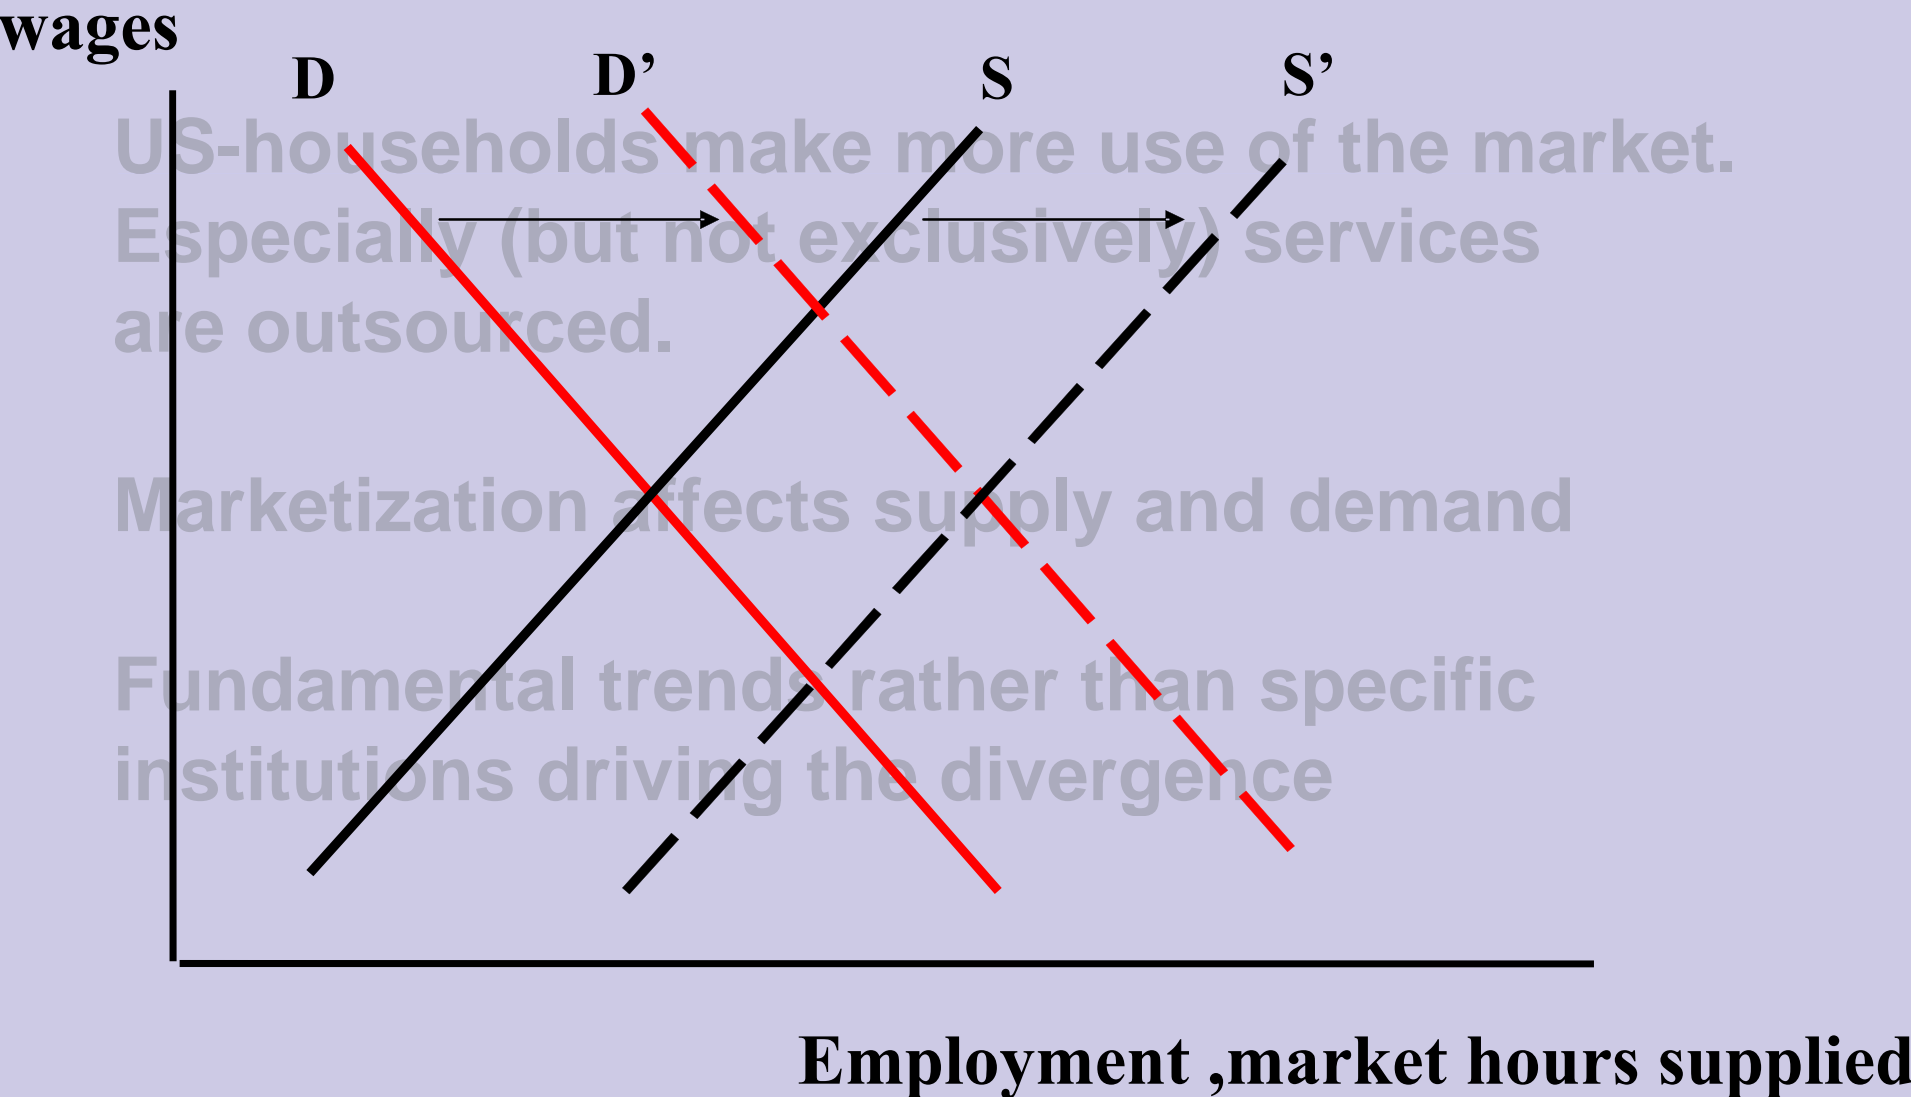 wages
D D’ S S’
US-households make more use of the market.
Especially (but not exclusively) services
are outsourced.
Marketization affects supply and demand
Fundamental trends rather than specific
institutions driving the divergence
Employment ,market hours supplied